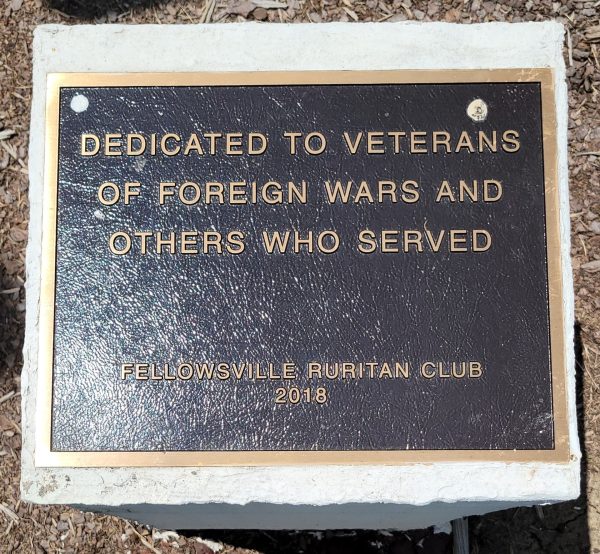 DEDICATED TO VETERANS
OF FOREIGN WARS AND
OTHERS WHO SERVED
FELLOWSVILLE RURITAN CLUB
2018